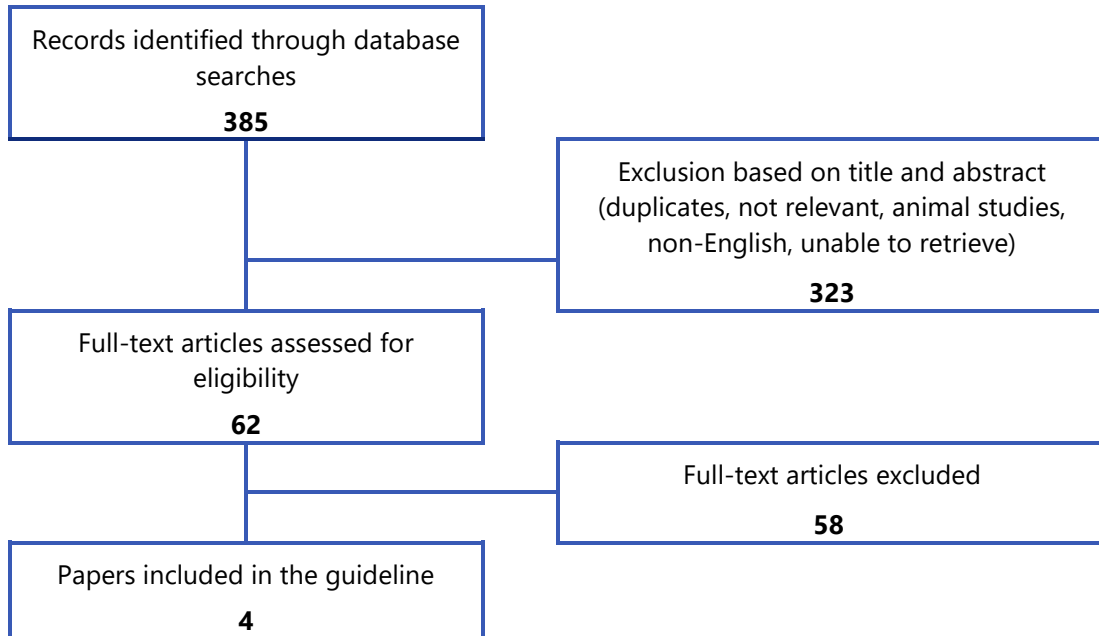 Records identified through database
searches
385
Exclusion based on title and abstract
(duplicates, not relevant, animal studies,
non-English, unable to retrieve)
323
Full-text articles assessed for
eligibility
62
Full-text articles excluded
58
Papers included in the guideline
4